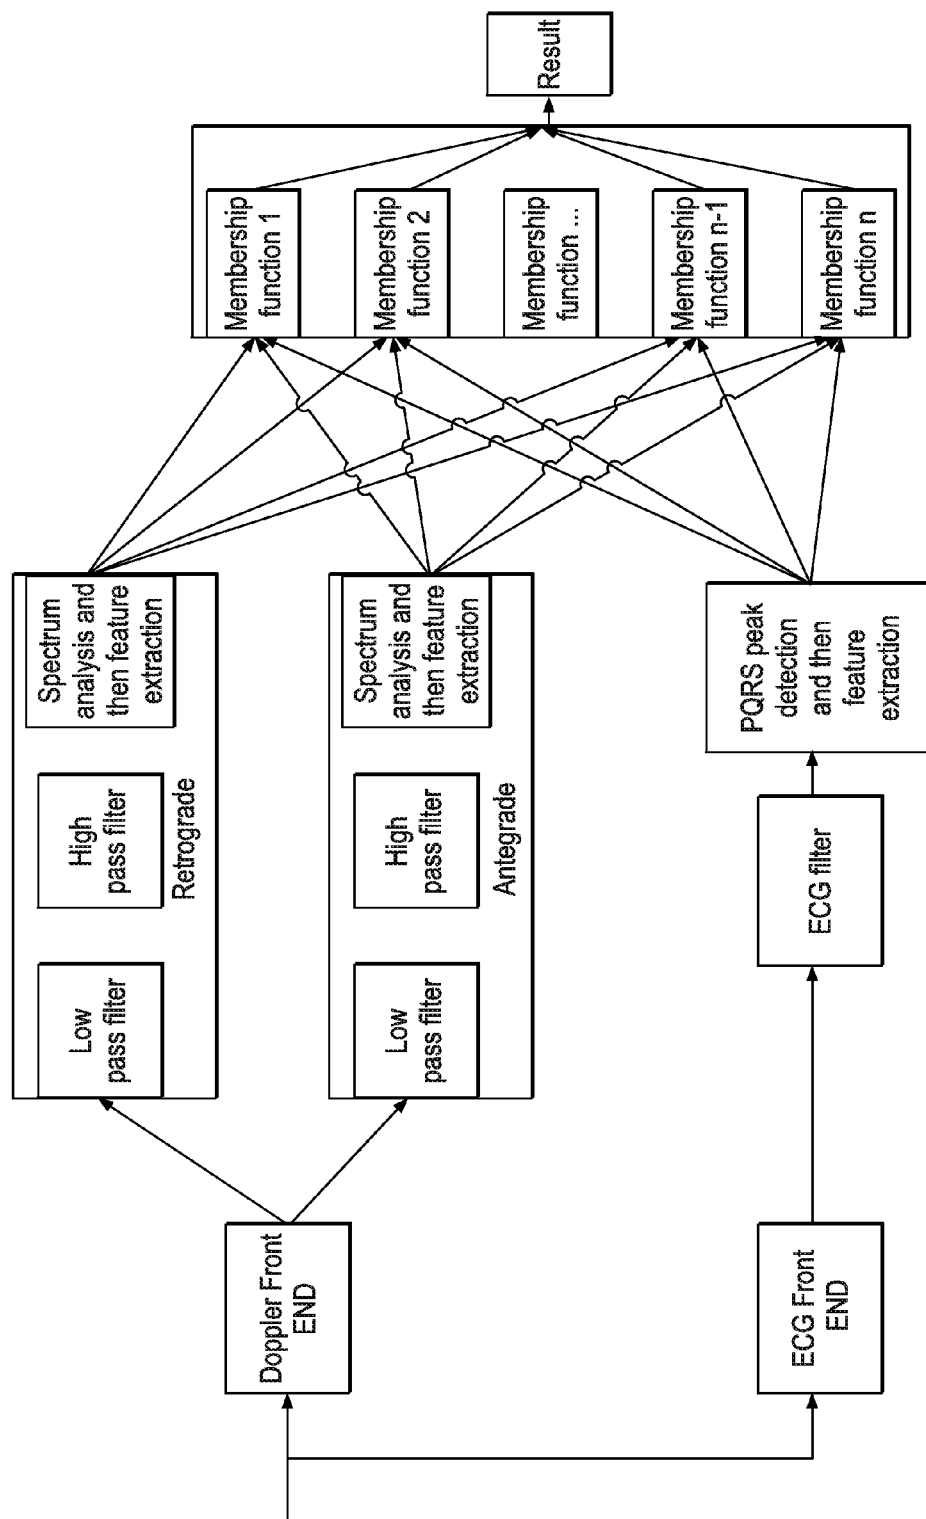 Doppler Front
END
ECG Front
END
Low
pass filter
High
pass filter
Retrograde
Spectrum
analysis and
then feature
extraction
Low
pass filter
High
pass filter
Antegrade
Spectrum
analysis and
then feature
extraction
ECG filter
PQRS peak
detection
and then
feature
extraction
Membership
function 1
Membership
function 2
Membership
function ...
Membership
function n-1
Membership
function n
Result